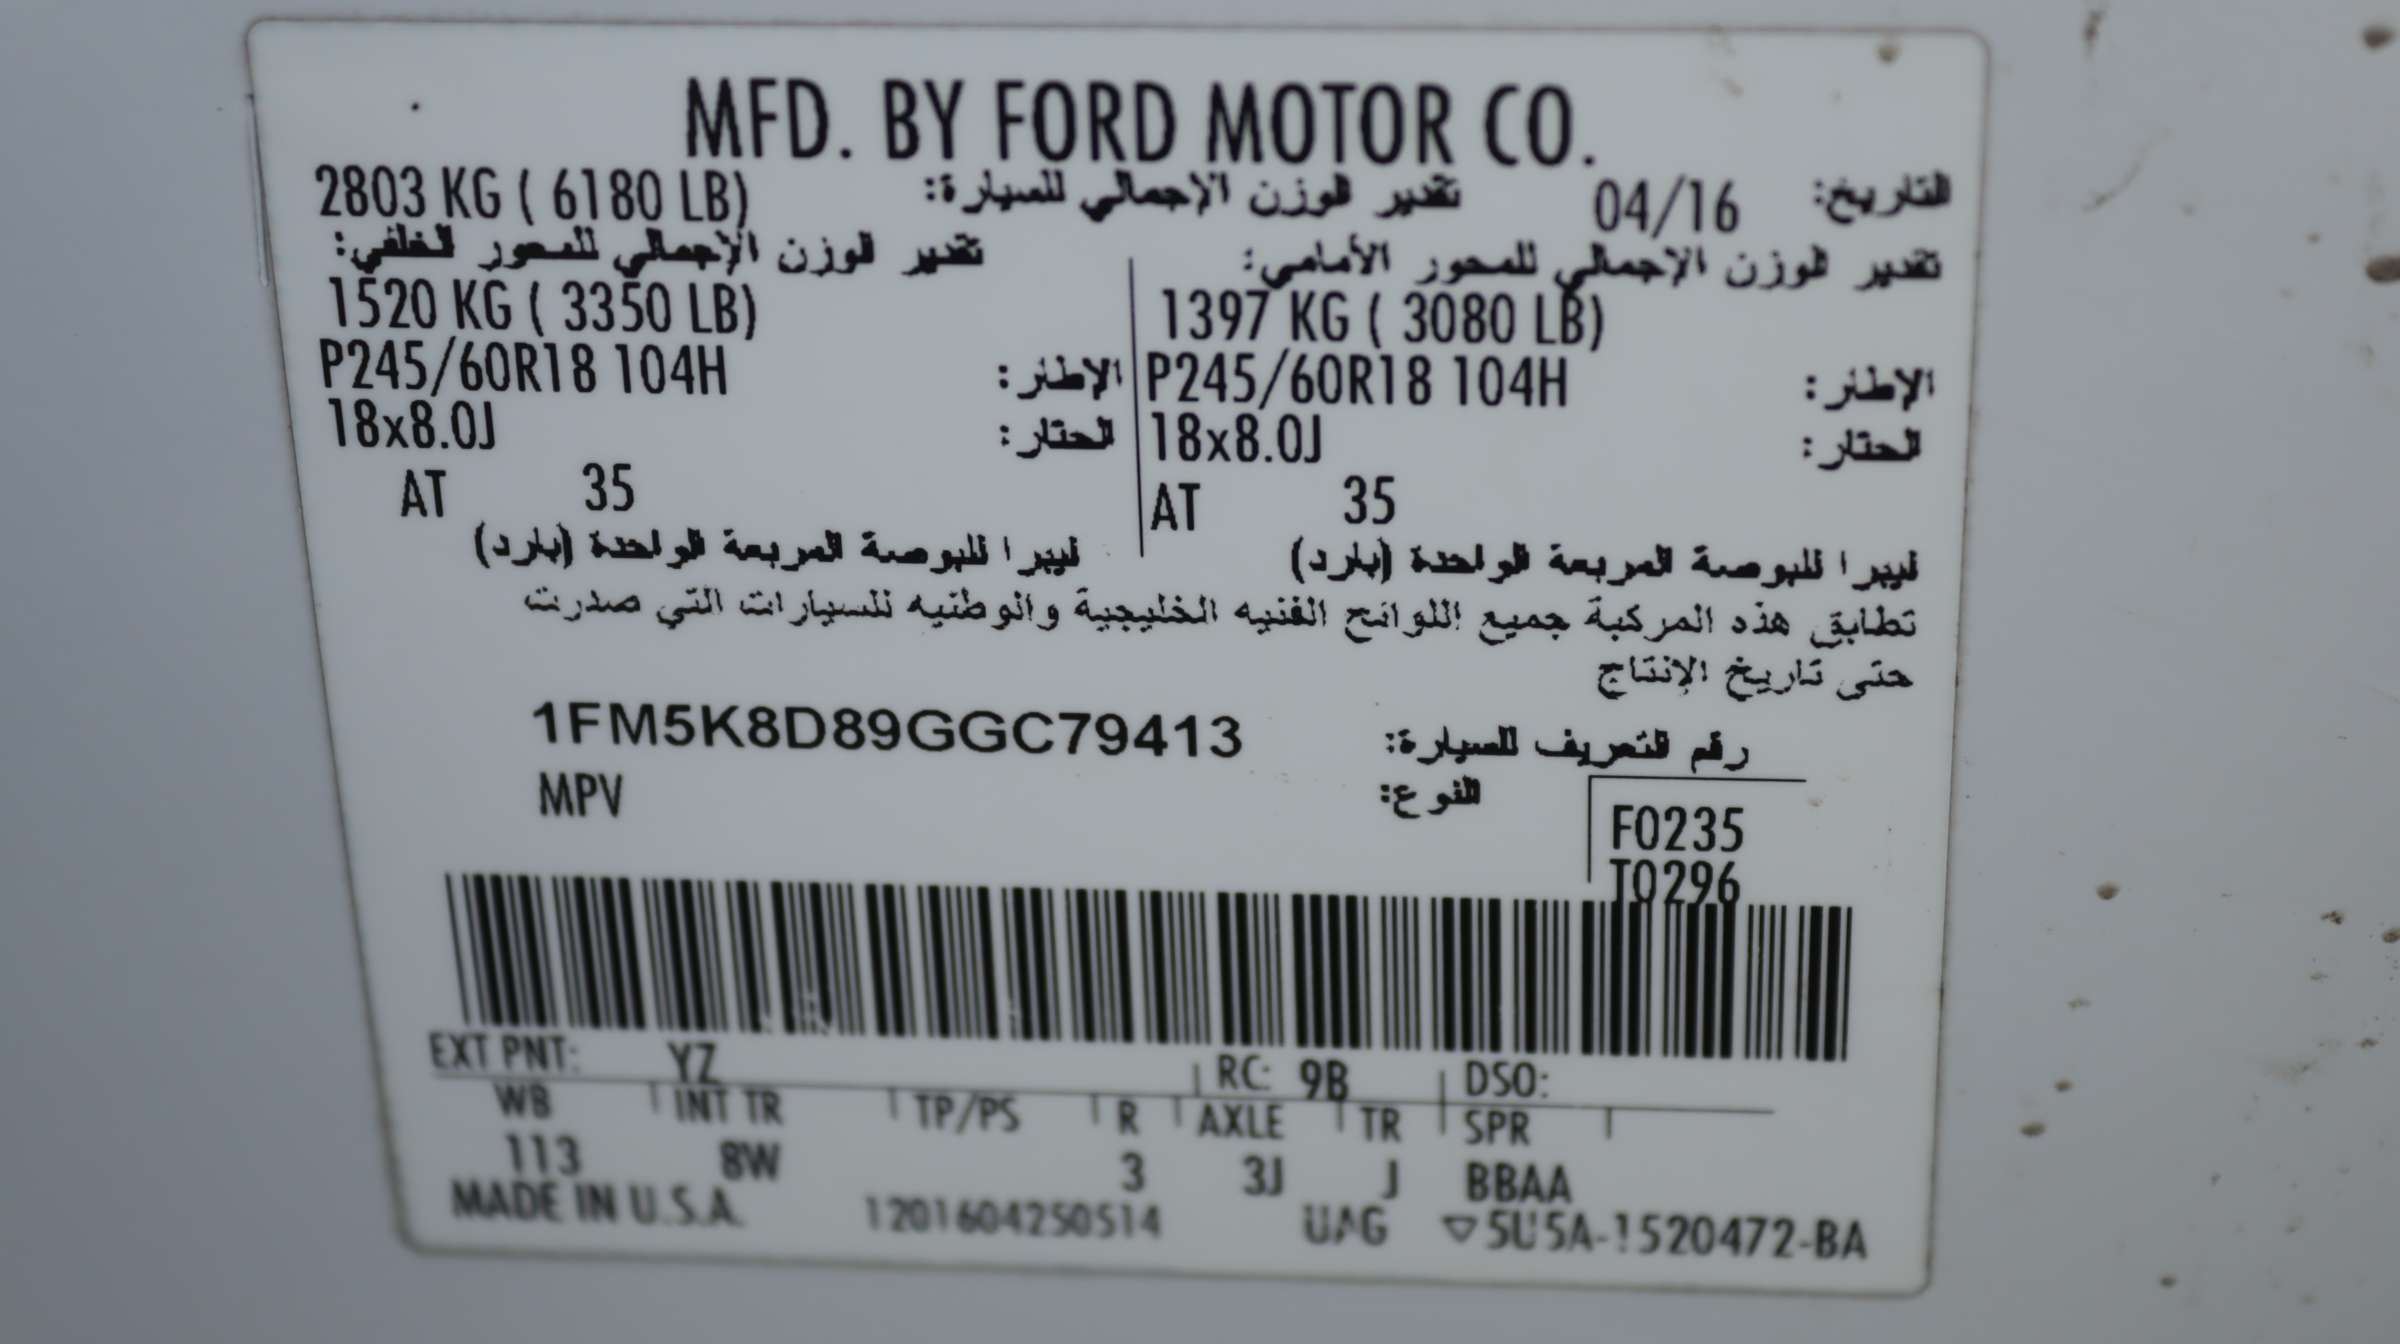 MFD. BY FORD MOTOR CO.
التاريخ: 04/16 تقدير الوزن الإجمالي للسيارة: 2803 KG ( 6180 LB)
تقدير الوزن الإجمالي للمحور الأمامي: تقدير الوزن الإجمالي للمحور الخلفي:
1520 KG ( 3350 LB) 1397 KG ( 3080 LB)
P245/60R18 104H الإطار: P245/60R18 104H الإطار:
18x8.0J الحتار: 18x8.0J الحتار:
AT 35 AT 35
ليبرا للبوصة المربعة الواحدة (بارد) ليبرا للبوصة المربعة الواحدة (بارد)
تطابق هذه المركبة جميع اللوائح الفنيه الخليجية والوطنيه للسيارات التي صدرت
حتى تاريخ الإنتاج
رقم التعريف للسيارة: 1FM5K8D89GGC79413
النوع: MPV
F0235
T0296
EXT PNT: YZ RC: 9B DSO:
WB INT TR TP/PS R AXLE TR SPR
113 8W 3 3J J BBAA
MADE IN U.S.A. 1201604250514 UAG ▽5U5A-1520472-BA